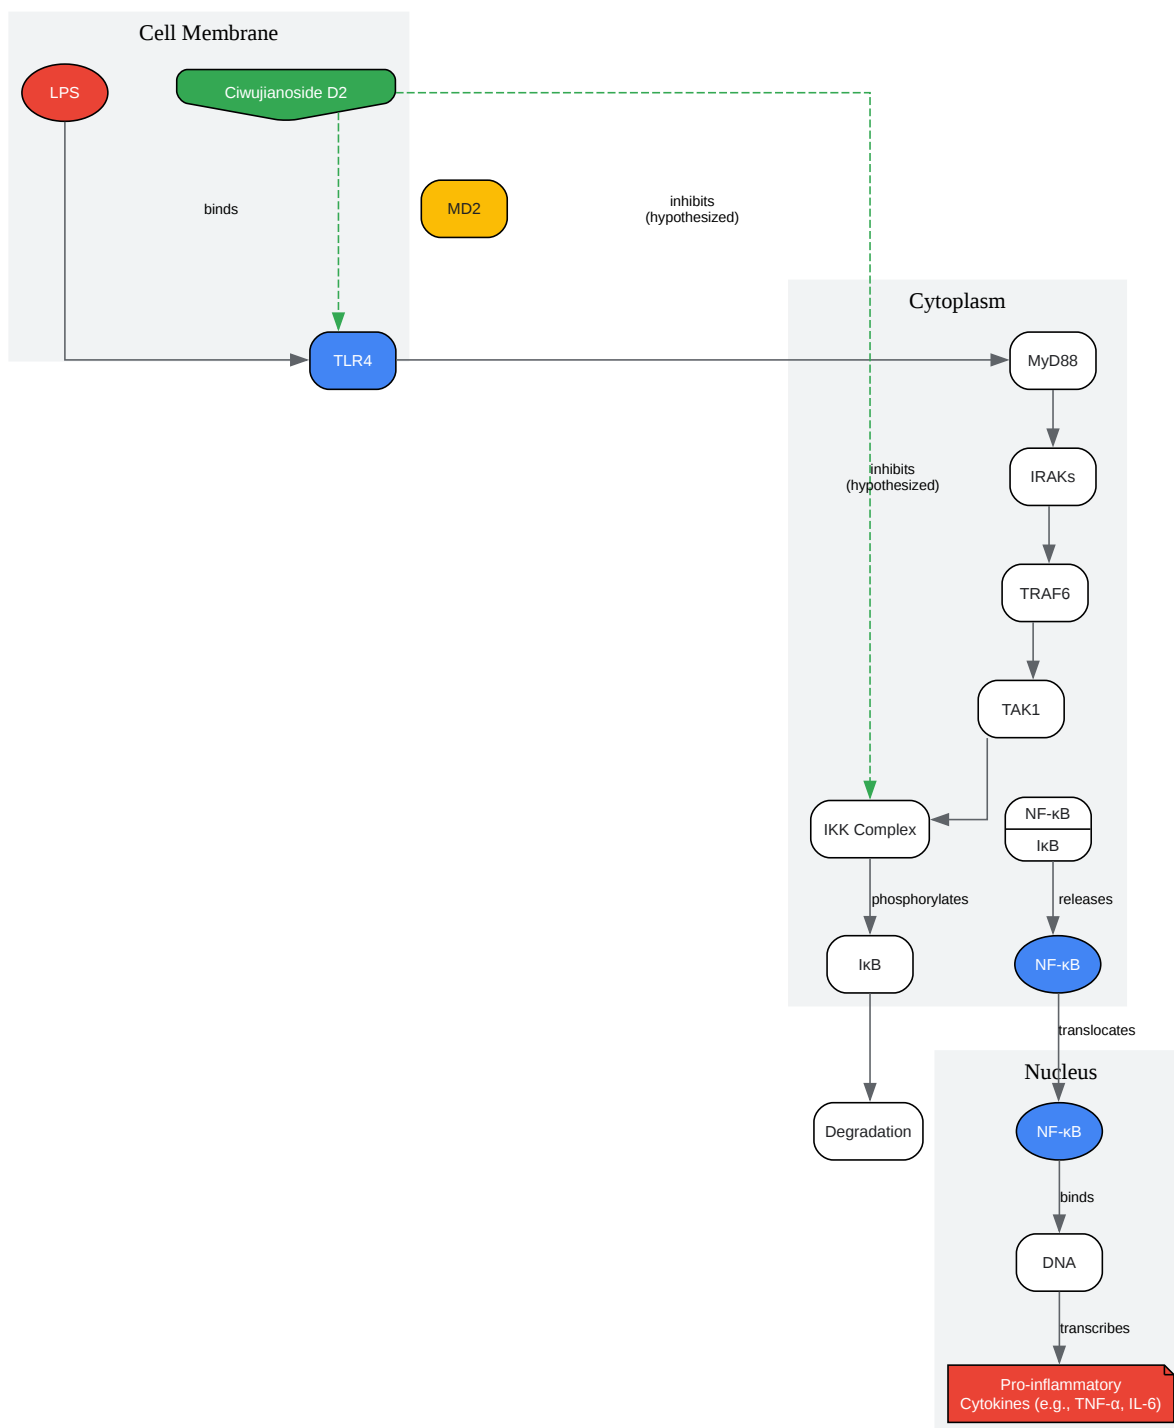 Cell Membrane
LPS
Ciwujianoside D2
binds
MD2
inhibits
(hypothesized)
Cytoplasm
TLR4
MyD88
inhibits
(hypothesized)
IRAKs
TRAF6
TAK1
IKK Complex
NF-κB
IκB
phosphorylates
releases
IκB
NF-κB
translocates
Nucleus
Degradation
NF-κB
binds
DNA
transcribes
Pro-inflammatory
Cytokines (e.g., TNF-α, IL-6)